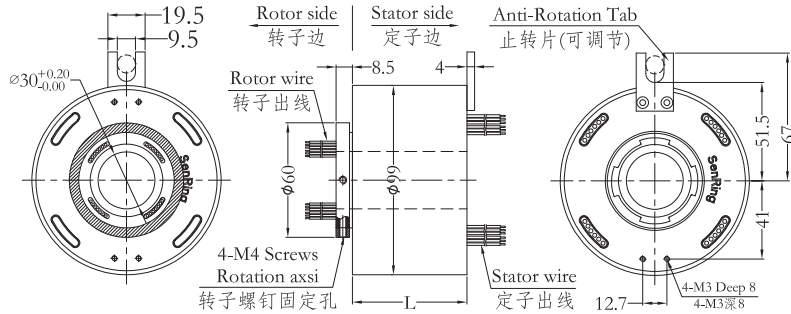 19.5
9.5
⌀30+0.20 -0.00
SenRing
Rotor side
转子边
Stator side
定子边
8.5
4
Rotor wire
转子出线
ϕ60
ϕ99
4-M4 Screws
Rotation axsi
转子螺钉固定孔
L
Stator wire
定子出线
Anti-Rotation Tab
止转片(可调节)
SenRing
51.5
67
41
12.7
4-M3 Deep 8
4-M3深8